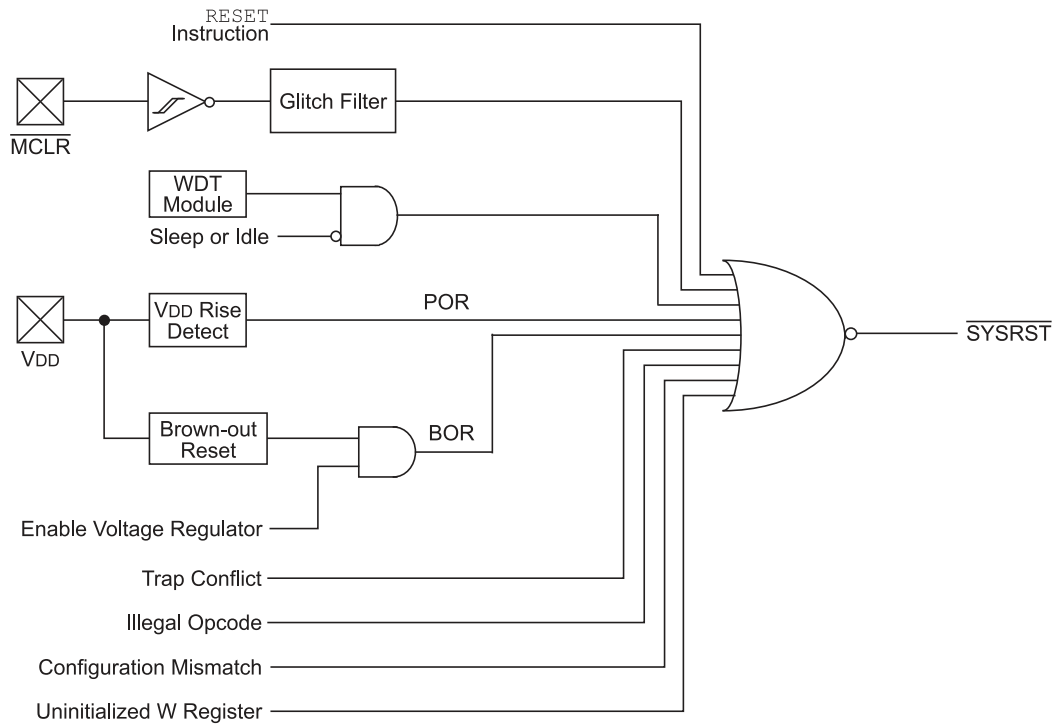 RESET
Instruction
MCLR
Glitch Filter
WDT
Module
Sleep or Idle
VDD
VDD Rise
Detect
POR
SYSRST
Brown-out
Reset
BOR
Enable Voltage Regulator
Trap Conflict
Illegal Opcode
Configuration Mismatch
Uninitialized W Register